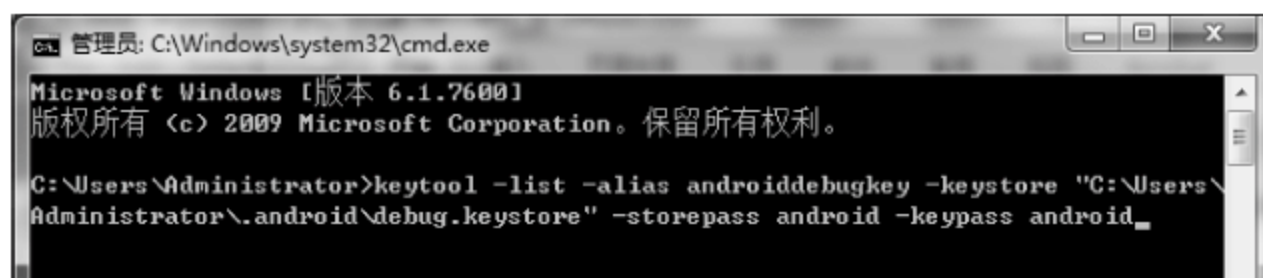 管理员: C:\Windows\system32\cmd.exe
Microsoft Windows [版本 6.1.7600]
版权所有 (c) 2009 Microsoft Corporation。保留所有权利。
C:\Users\Administrator>keytool -list -alias androiddebugkey -keystore "C:\Users\
Administrator\.android\debug.keystore" -storepass android -keypass android_